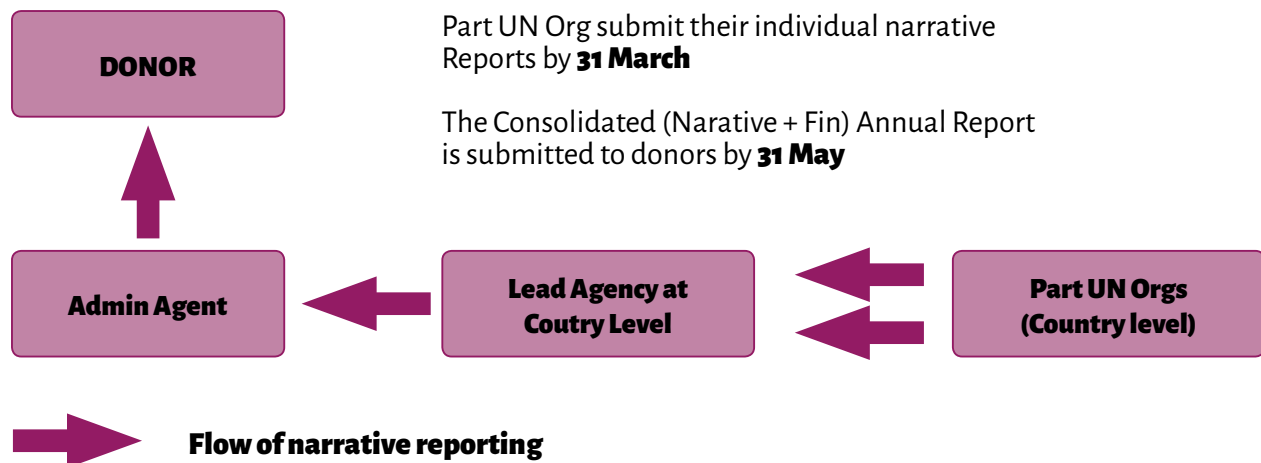 DONOR
Part UN Org submit their individual narrative
Reports by 31 March
The Consolidated (Narative + Fin) Annual Report
is submitted to donors by 31 May
Admin Agent
Lead Agency at
Coutry Level
Part UN Orgs
(Country level)
Flow of narrative reporting